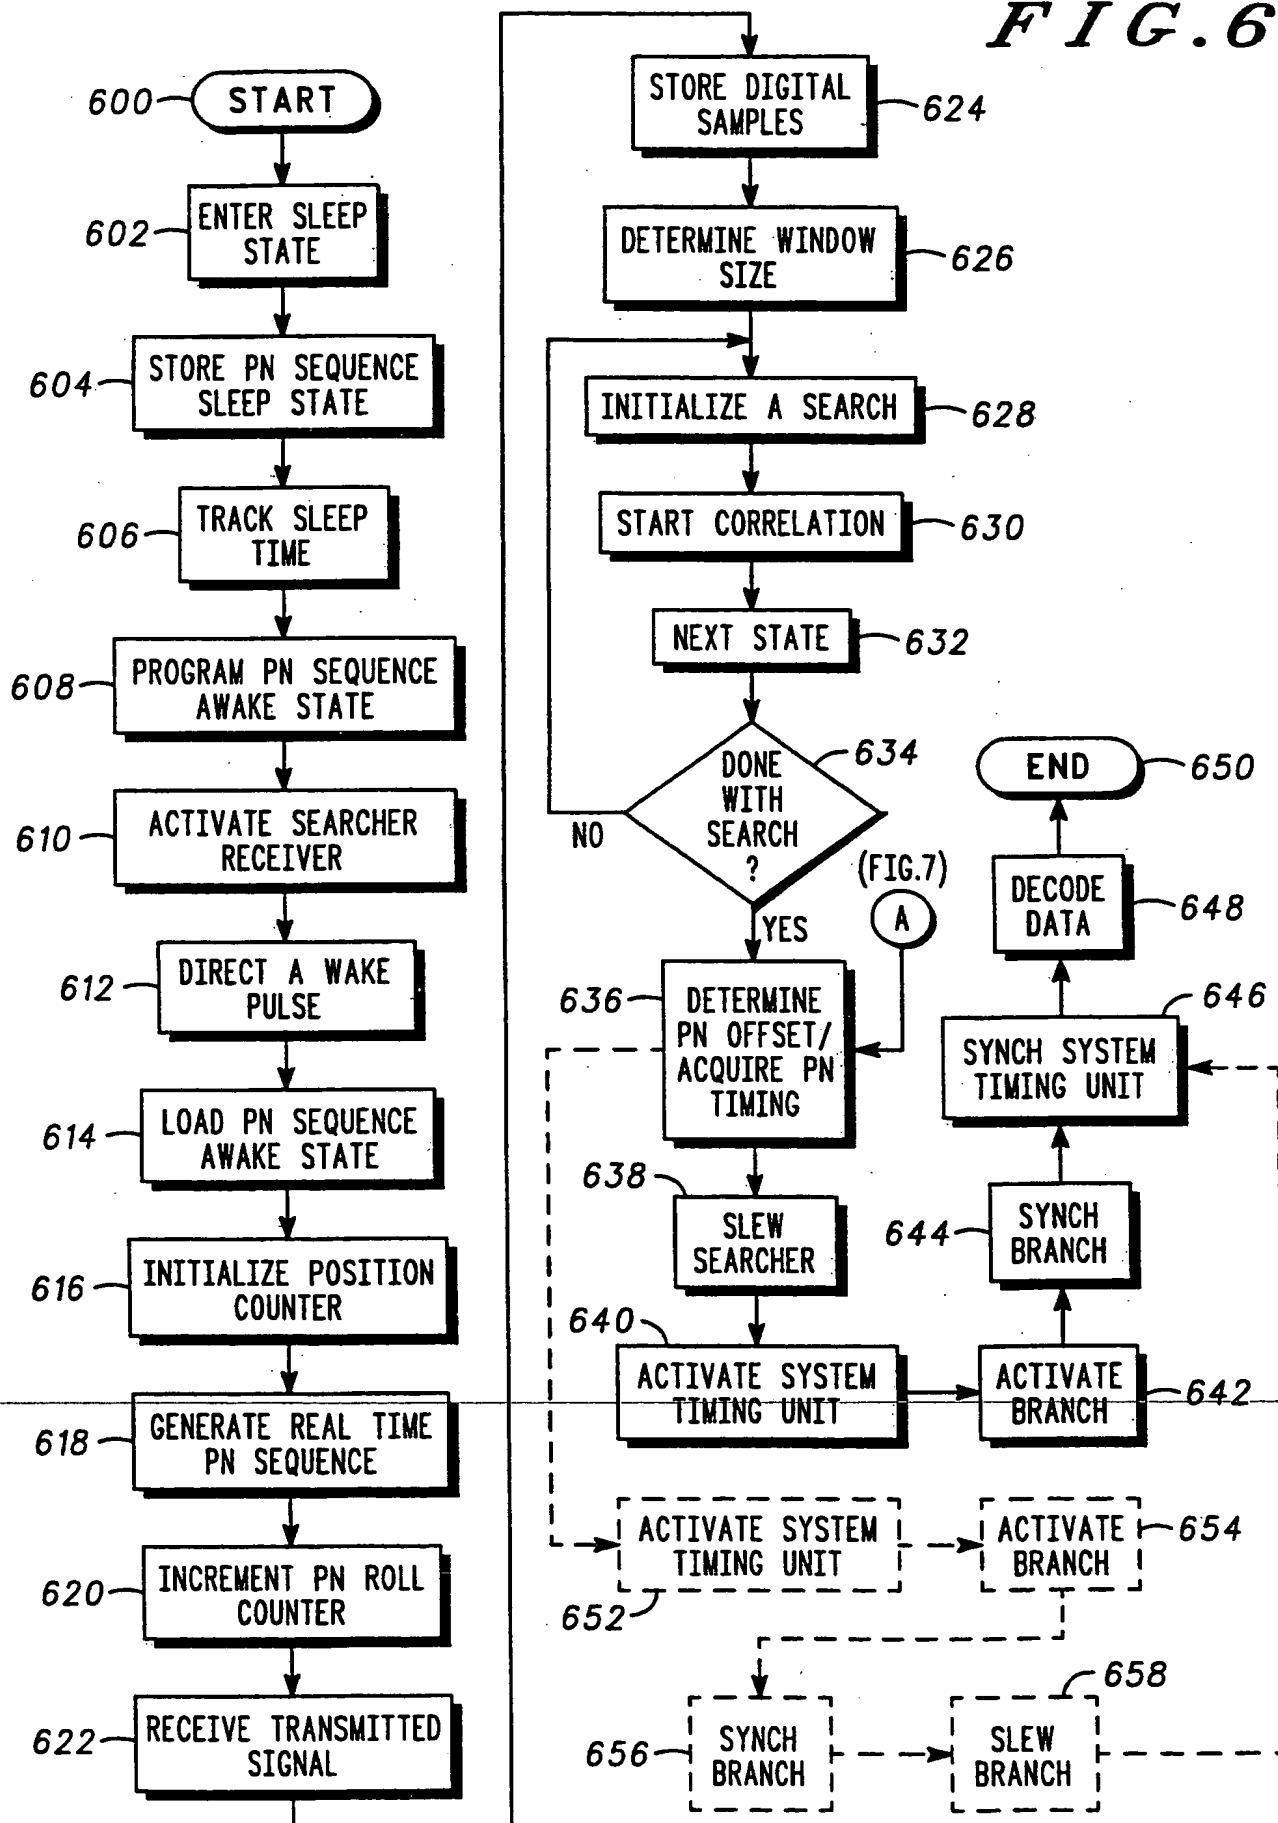 FIG.6
600
START
602
ENTER SLEEP
STATE
604
STORE PN SEQUENCE
SLEEP STATE
606
TRACK SLEEP
TIME
608
PROGRAM PN SEQUENCE
AWAKE STATE
610
ACTIVATE SEARCHER
RECEIVER
612
DIRECT A WAKE
PULSE
614
LOAD PN SEQUENCE
AWAKE STATE
616
INITIALIZE POSITION
COUNTER
618
GENERATE REAL TIME
PN SEQUENCE
620
INCREMENT PN ROLL
COUNTER
622
RECEIVE TRANSMITTED
SIGNAL
STORE DIGITAL
SAMPLES
624
DETERMINE WINDOW
SIZE
626
INITIALIZE A SEARCH
628
START CORRELATION
630
NEXT STATE
632
DONE
WITH
SEARCH
?
634
NO
YES
(FIG.7)
A
636
DETERMINE
PN OFFSET/
ACQUIRE PN
TIMING
638
SLEW
SEARCHER
640
ACTIVATE SYSTEM
TIMING UNIT
ACTIVATE
BRANCH
642
644
SYNCH
BRANCH
646
SYNCH SYSTEM
TIMING UNIT
DECODE
DATA
648
END
650
ACTIVATE SYSTEM
TIMING UNIT
652
ACTIVATE
BRANCH
654
656
SYNCH
BRANCH
658
SLEW
BRANCH